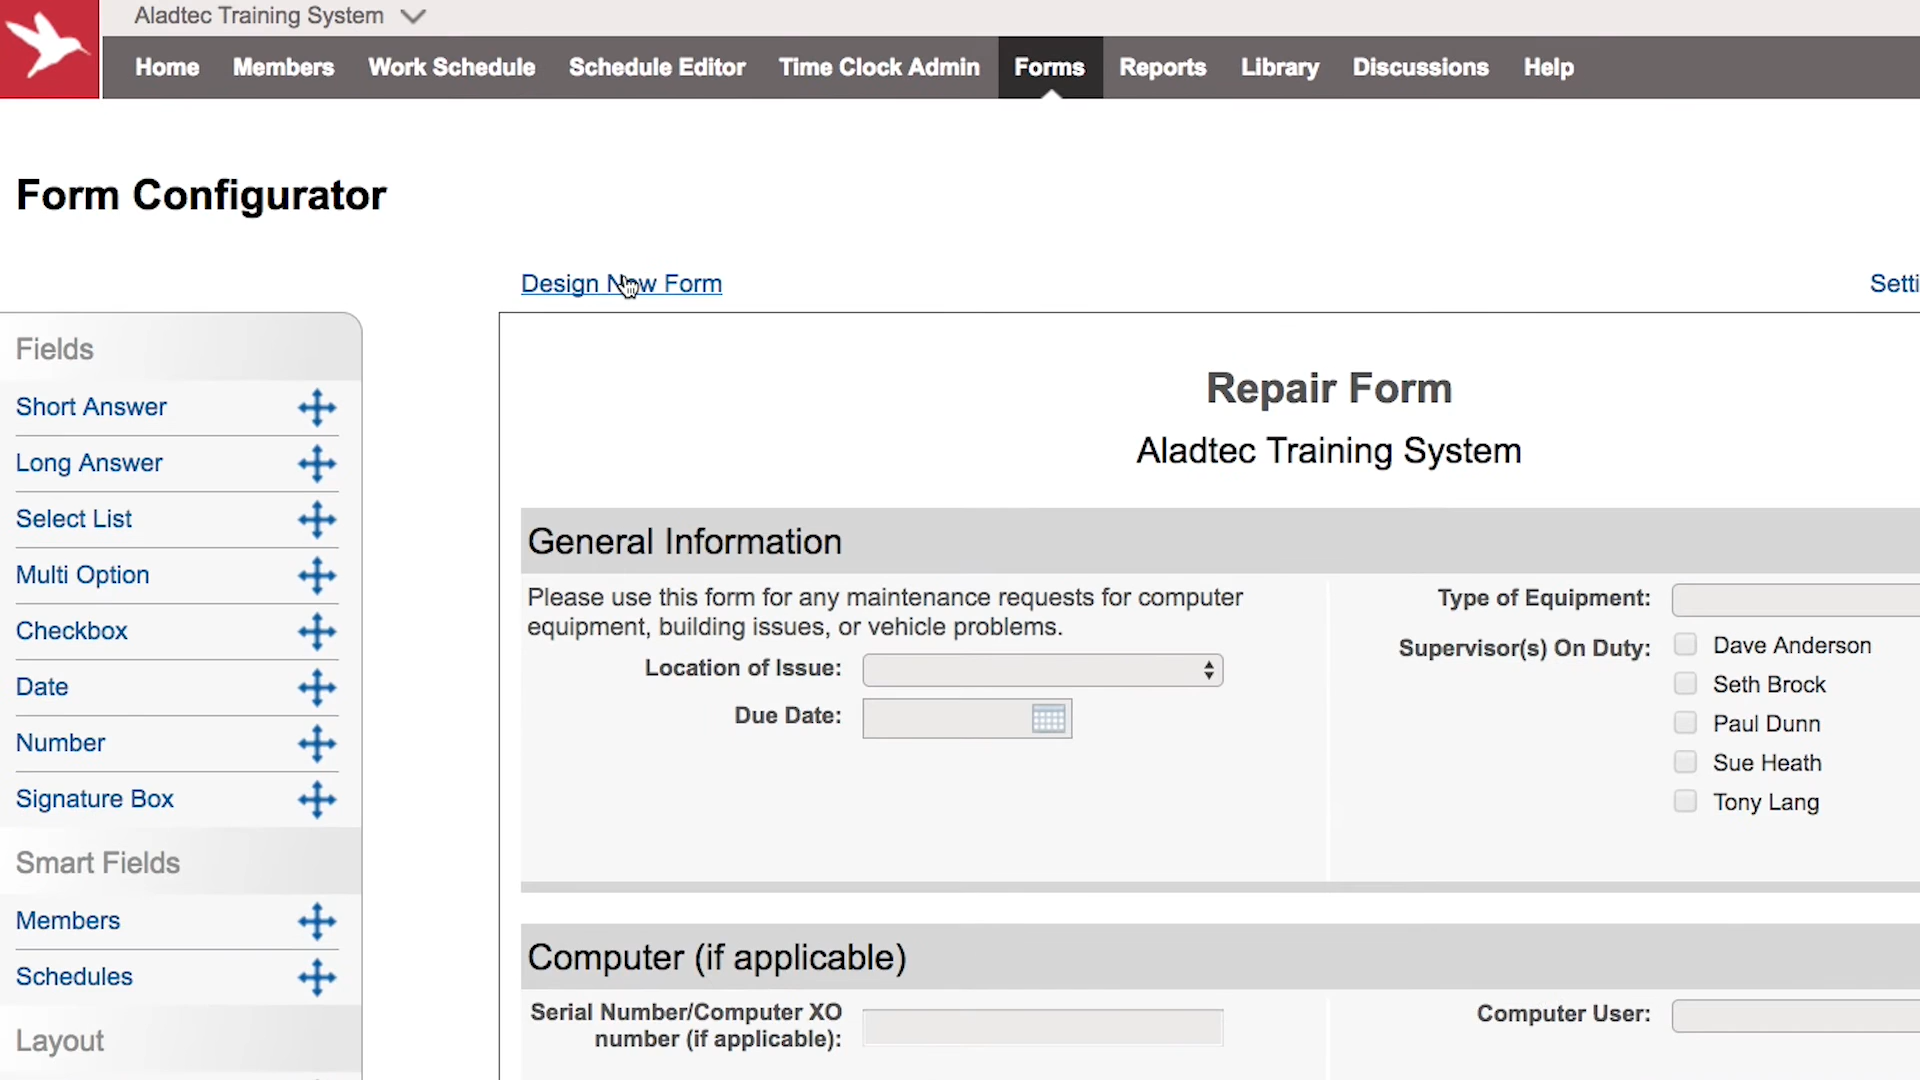 Aladtec Training System
Home Members Work Schedule Schedule Editor Time Clock Admin Forms Reports Library Discussions Help
Form Configurator
Design New Form
Fields
Short Answer
Long Answer
Select List
Multi Option
Checkbox
Date
Number
Signature Box
Smart Fields
Members
Schedules
Layout
Repair Form
Aladtec Training System
General Information
Please use this form for any maintenance requests for computer
equipment, building issues, or vehicle problems.
Location of Issue:
Due Date:
Type of Equipment:
Supervisor(s) On Duty:
Dave Anderson
Seth Brock
Paul Dunn
Sue Heath
Tony Lang
Computer (if applicable)
Serial Number/Computer XO
number (if applicable):
Computer User: